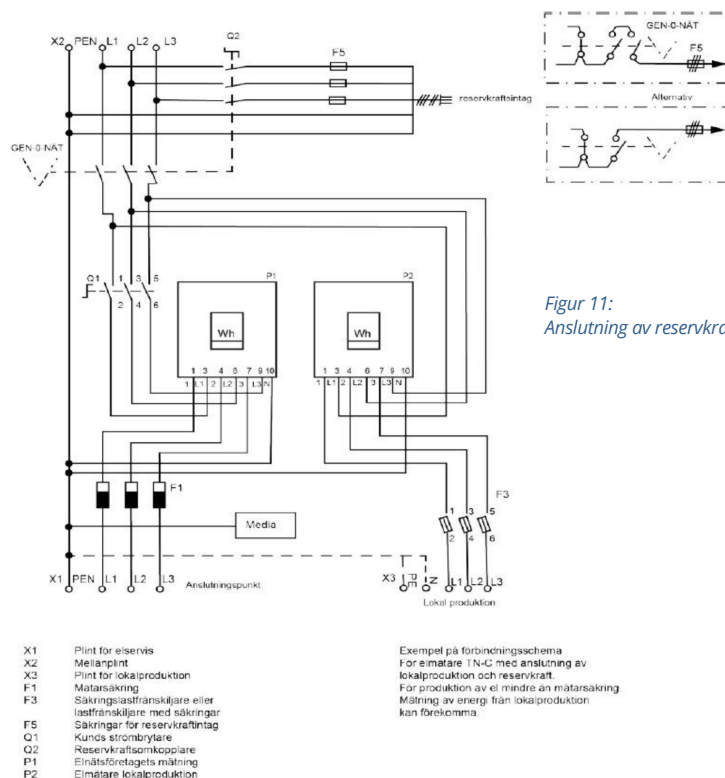 X2 PEN L1 L2 L3
Q2
F5
reservkraftsintag
GEN-0-NÄT
GEN-0-NÄT
F5
Alternativ
Figur 11:
Anslutning av reservkra
Q1 1 3 5
2 4 6
P1
Wh
1 3 4 6 7 9 10
1 L1 2 L2 3 L3 N
P2
Wh
1 3 4 6 7 9 10
1 L1 2 L2 3 L3 N
F1
Media
F3
1 3 5
2 4 6
X1 PEN L1 L2 L3
Anslutningspunkt
X3 PE N L1 L2 L3
Lokal produktion
X1 Plint för elservis
X2 Mellanplint
X3 Plint för lokalproduktion
F1 Mätarsäkring
F3 Säkringslastfrånskiljare eller
lastfrånskiljare med säkringar
F5 Säkringar för reservkraftintag
Q1 Kunds strömbrytare
Q2 Reservkraftsomkopplare
P1 Elnätsföretagets mätning
P2 Elmätare lokalproduktion
Exempel på förbindningsschema
För elmätare TN-C med anslutning av
lokalproduktion och reservkraft.
För produktion av el mindre än mätarsäkring
Mätning av energi från lokalproduktion
kan förekomma.